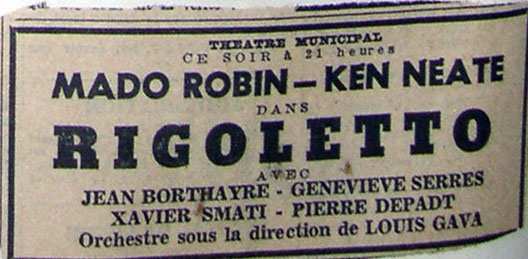 THEATRE MUNICIPAL
CE SOIR à 21 heures
MADO ROBIN - KEN NEATE
DANS
RIGOLETTO
AVEC
JEAN BORTHAYRE - GENEVIEVE SERRES
XAVIER SMATI - PIERRE DEPADT
Orchestre sous la direction de LOUIS GAVA